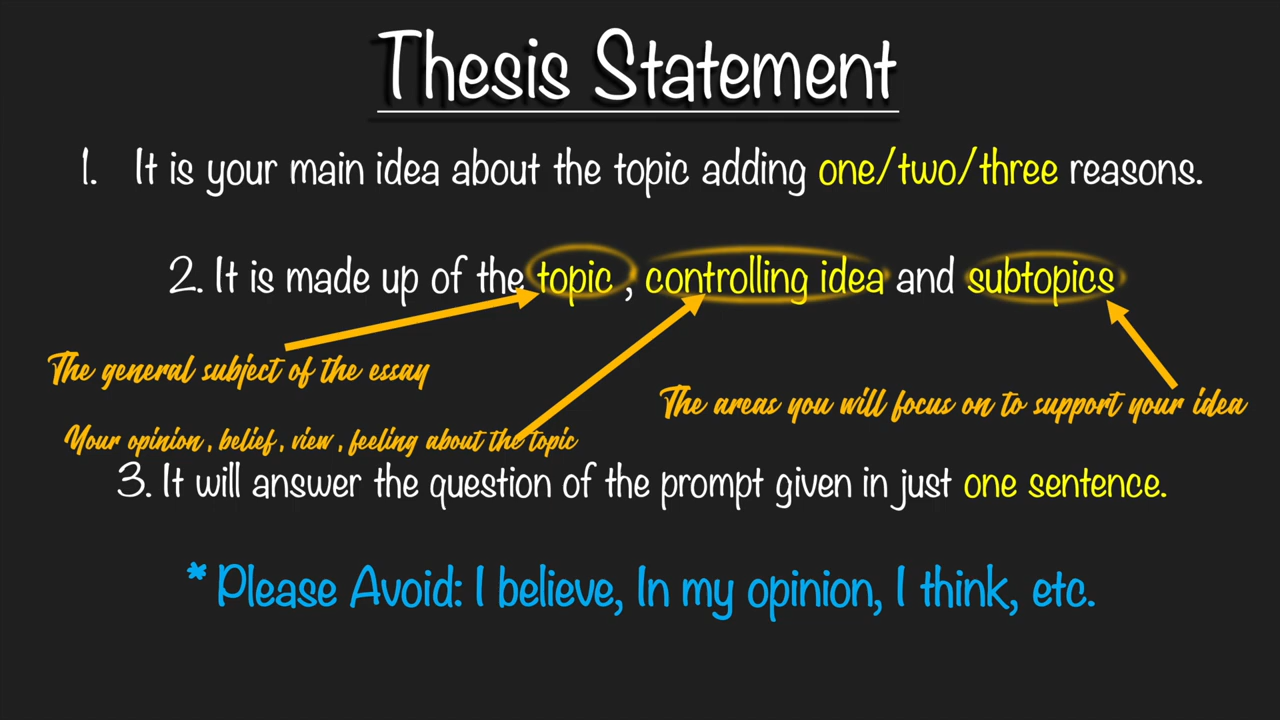 Thesis Statement
1. It is your main idea about the topic adding one/two/three reasons.
2. It is made up of the topic , controlling idea and subtopics
The general subject of the essay
The areas you will focus on to support your idea
Your opinion , belief , view , feeling about the topic
3. It will answer the question of the prompt given in just one sentence.
* Please Avoid: I believe, In my opinion, I think, etc.